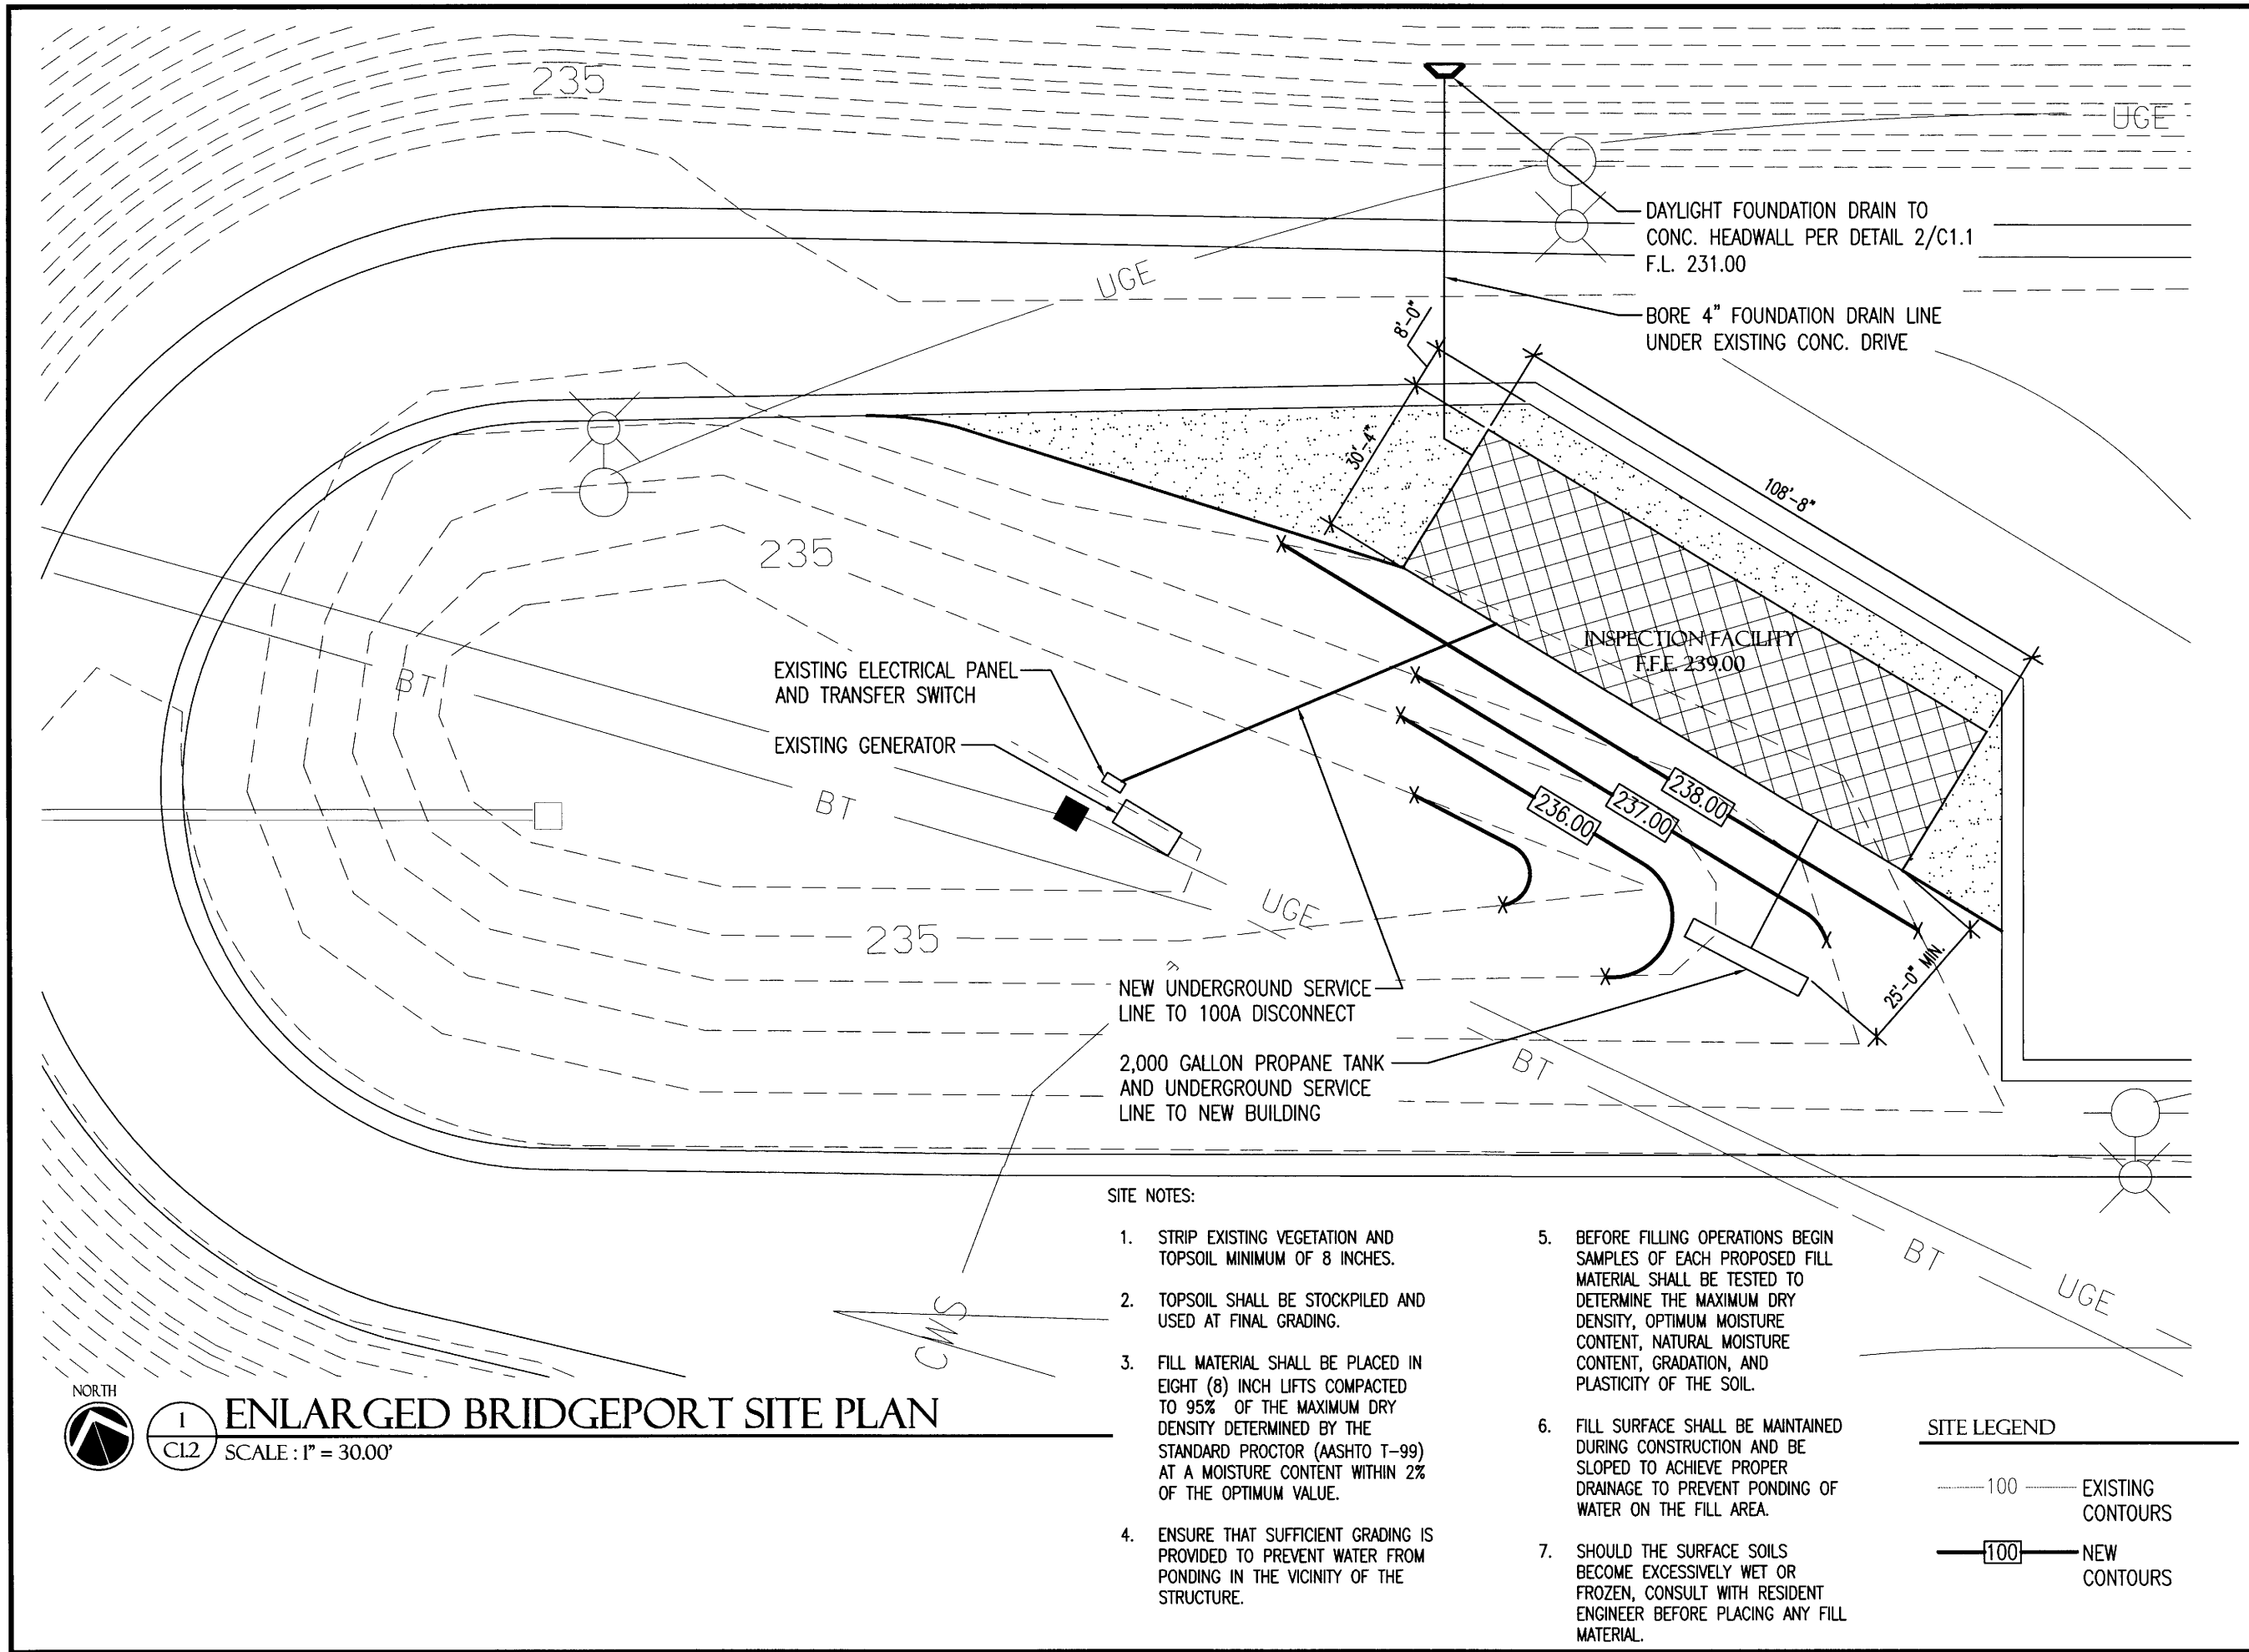 235
UGE
DAYLIGHT FOUNDATION DRAIN TO
CONC. HEADWALL PER DETAIL 2/C1.1
F.L. 231.00
UGE
BORE 4" FOUNDATION DRAIN LINE
UNDER EXISTING CONC. DRIVE
8'-0"
30'-4"
108'-8"
235
INSPECTION FACILITY
F.F.E. 239.00
EXISTING ELECTRICAL PANEL
AND TRANSFER SWITCH
BT
EXISTING GENERATOR
BT
238.00
237.00
236.00
UGE
235
25'-0" MIN.
NEW UNDERGROUND SERVICE
LINE TO 100A DISCONNECT
2,000 GALLON PROPANE TANK
AND UNDERGROUND SERVICE
LINE TO NEW BUILDING
BT
BT
UGE
CWS
SITE NOTES:
1. STRIP EXISTING VEGETATION AND
TOPSOIL MINIMUM OF 8 INCHES.
2. TOPSOIL SHALL BE STOCKPILED AND
USED AT FINAL GRADING.
3. FILL MATERIAL SHALL BE PLACED IN
EIGHT (8) INCH LIFTS COMPACTED
TO 95% OF THE MAXIMUM DRY
DENSITY DETERMINED BY THE
STANDARD PROCTOR (AASHTO T-99)
AT A MOISTURE CONTENT WITHIN 2%
OF THE OPTIMUM VALUE.
4. ENSURE THAT SUFFICIENT GRADING IS
PROVIDED TO PREVENT WATER FROM
PONDING IN THE VICINITY OF THE
STRUCTURE.
5. BEFORE FILLING OPERATIONS BEGIN
SAMPLES OF EACH PROPOSED FILL
MATERIAL SHALL BE TESTED TO
DETERMINE THE MAXIMUM DRY
DENSITY, OPTIMUM MOISTURE
CONTENT, NATURAL MOISTURE
CONTENT, GRADATION, AND
PLASTICITY OF THE SOIL.
6. FILL SURFACE SHALL BE MAINTAINED
DURING CONSTRUCTION AND BE
SLOPED TO ACHIEVE PROPER
DRAINAGE TO PREVENT PONDING OF
WATER ON THE FILL AREA.
7. SHOULD THE SURFACE SOILS
BECOME EXCESSIVELY WET OR
FROZEN, CONSULT WITH RESIDENT
ENGINEER BEFORE PLACING ANY FILL
MATERIAL.
SITE LEGEND
100 EXISTING
CONTOURS
100 NEW
CONTOURS
NORTH
1
C1.2
ENLARGED BRIDGEPORT SITE PLAN
SCALE : 1" = 30.00'